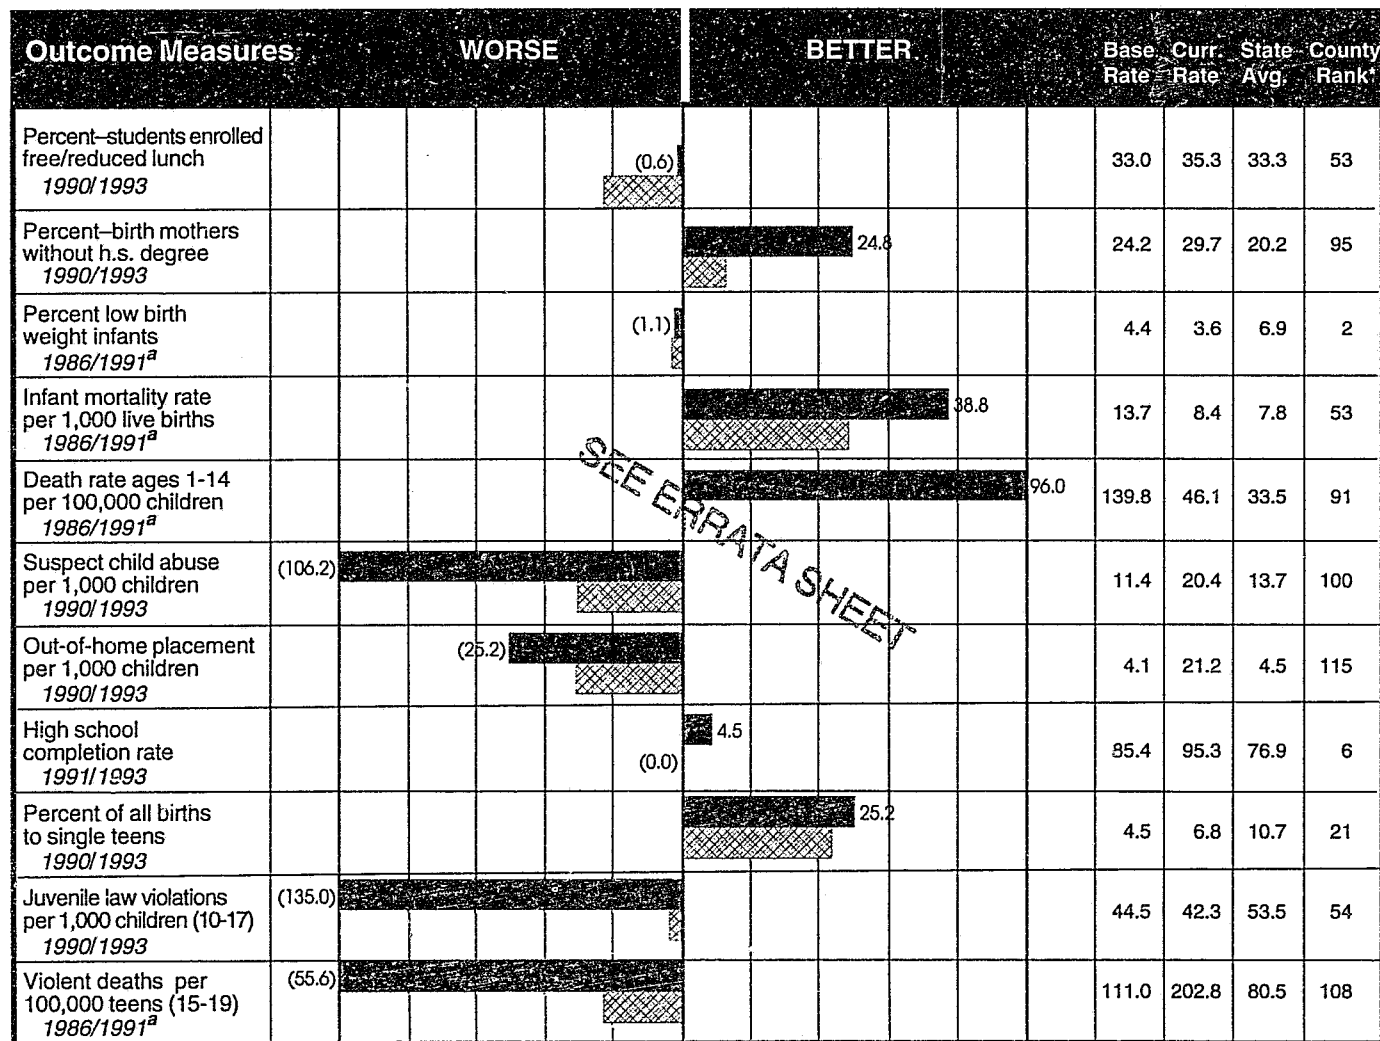 Outcome Measures WORSE BETTER Base Rate Curr. Rate State Avg. County Rank*
Percent–students enrolled
free/reduced lunch (0.6) 33.0 35.3 33.3 53
1990/1993
Percent–birth mothers
without h.s. degree 24.8 24.2 29.7 20.2 95
1990/1993
Percent low birth
weight infants (1.1) 4.4 3.6 6.9 2
1986/1991a
Infant mortality rate
per 1,000 live births 38.8 13.7 8.4 7.8 53
1986/1991a
Death rate ages 1-14
per 100,000 children 96.0 139.8 46.1 33.5 91
1986/1991a
SEE ERRATA SHEET
Suspect child abuse
per 1,000 children (106.2) 11.4 20.4 13.7 100
1990/1993
Out-of-home placement
per 1,000 children (25.2) 4.1 21.2 4.5 115
1990/1993
High school 4.5
completion rate (0.0) 85.4 95.3 76.9 6
1991/1993
Percent of all births
to single teens 25.2 4.5 6.8 10.7 21
1990/1993
Juvenile law violations (135.0)
per 1,000 children (10-17) 44.5 42.3 53.5 54
1990/1993
Violent deaths per (55.6)
100,000 teens (15-19) 111.0 202.8 80.5 108
1986/1991a